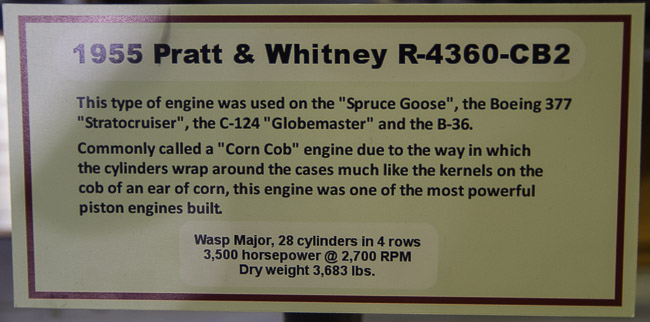 1955 Pratt & Whitney R-4360-CB2
This type of engine was used on the "Spruce Goose", the Boeing 377
"Stratocruiser", the C-124 "Globemaster" and the B-36.
Commonly called a "Corn Cob" engine due to the way in which
the cylinders wrap around the cases much like the kernels on the
cob of an ear of corn, this engine was one of the most powerful
piston engines built.
Wasp Major, 28 cylinders in 4 rows
3,500 horsepower @ 2,700 RPM
Dry weight 3,683 lbs.